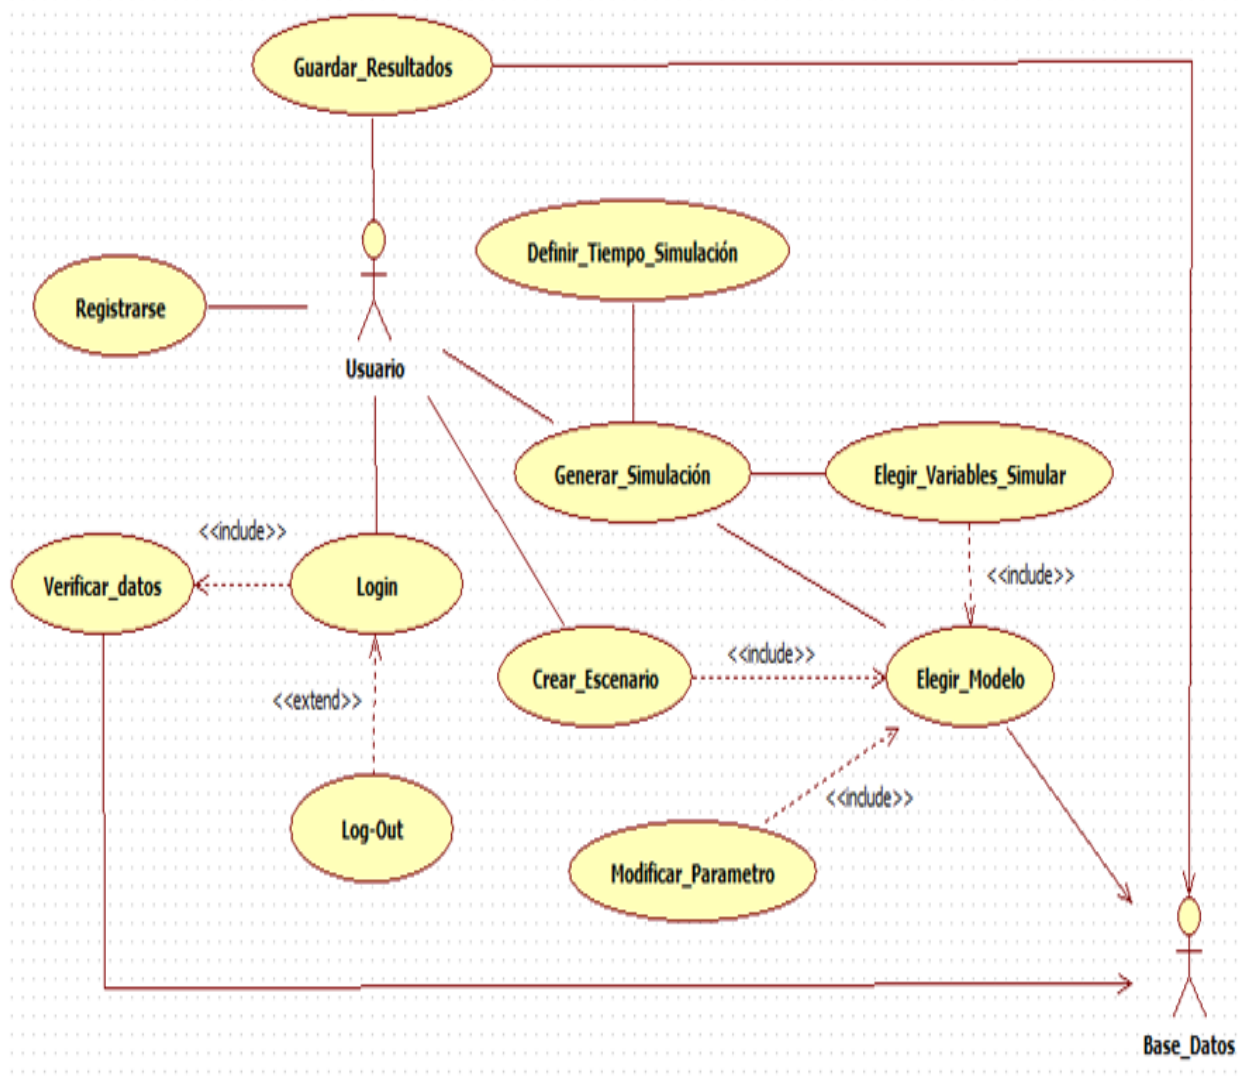 Guardar_Resultados
Definir_Tiempo_Simulación
Registrarse
Usuario
Generar_Simulación
Elegir_Variables_Simular
<<include>>
<<include>>
Verificar_datos
Login
<<include>>
Crear_Escenario
Elegir_Modelo
<<extend>>
<<include>>
Log-Out
Modificar_Parametro
Base_Datos